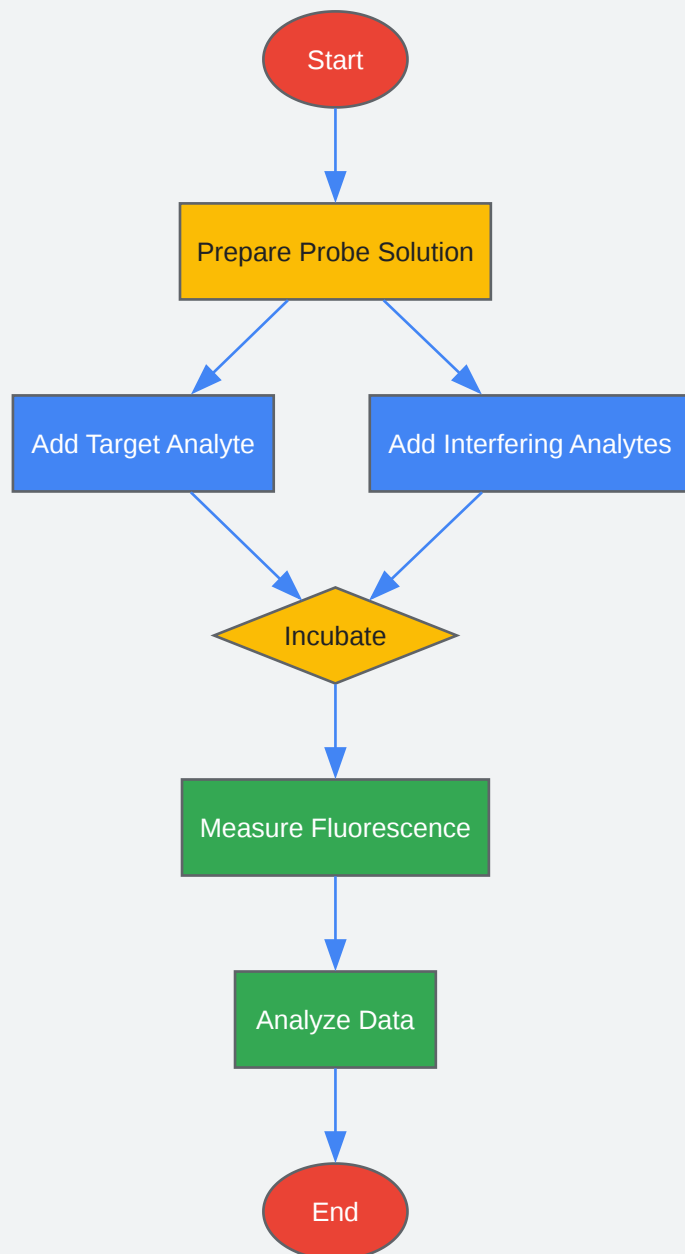 Start
Prepare Probe Solution
Add Target Analyte
Add Interfering Analytes
Incubate
Measure Fluorescence
Analyze Data
End